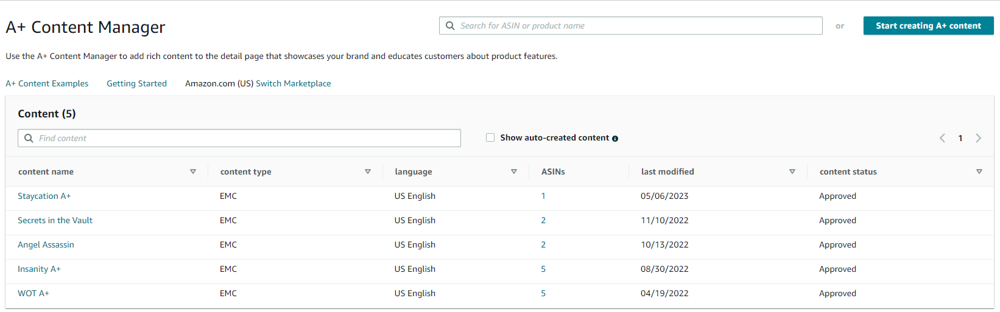 A+ Content Manager
Search for ASIN or product name
or
Start creating A+ content
Use the A+ Content Manager to add rich content to the detail page that showcases your brand and educates customers about product features.
A+ Content Examples Getting Started Amazon.com (US) Switch Marketplace
Content (5)
Find content
Show auto-created content
1
content name content type language ASINs last modified content status
Staycation A+ EMC US English 1 05/06/2023 Approved
Secrets in the Vault EMC US English 2 11/10/2022 Approved
Angel Assassin EMC US English 2 10/13/2022 Approved
Insanity A+ EMC US English 5 08/30/2022 Approved
WOT A+ EMC US English 5 04/19/2022 Approved